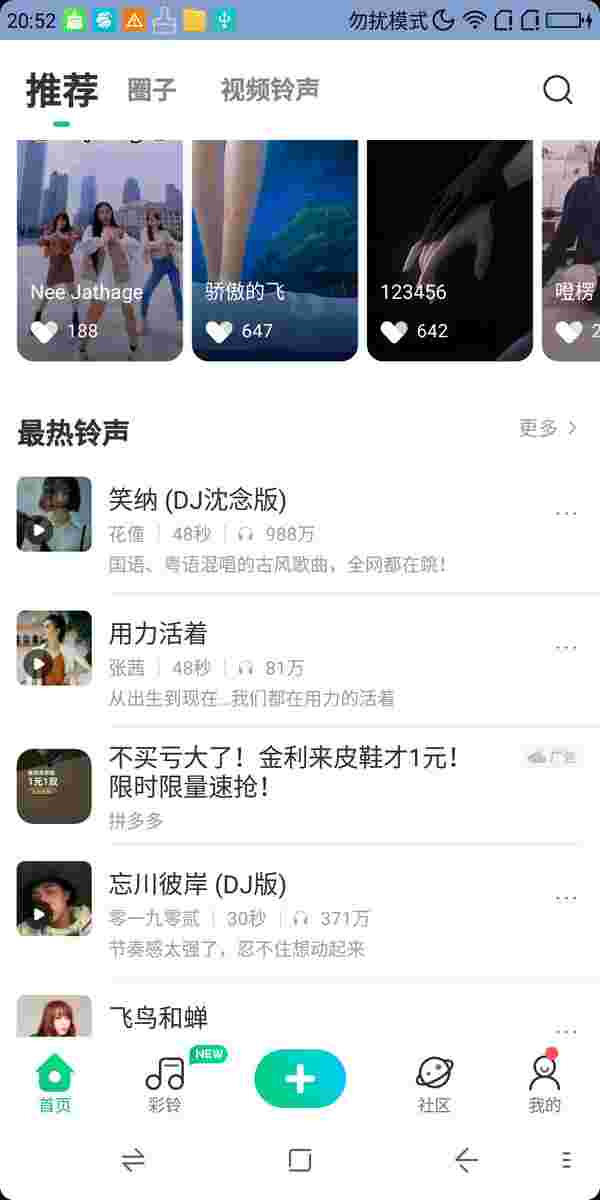 20:52
勿扰模式
推荐
圈子
视频铃声
Nee Jathage
188
骄傲的飞
647
123456
642
噔楞
2
最热铃声
更多
笑纳 (DJ沈念版)
花僮 48秒 988万
国语、粤语混唱的古风歌曲，全网都在跳！
用力活着
张茜 48秒 81万
从出生到现在...我们都在用力的活着
不买亏大了！金利来皮鞋才1元！
广告
限时限量速抢！
1元1双
拼多多
忘川彼岸 (DJ版)
零一九零贰 30秒 371万
节奏感太强了，忍不住想动起来
飞鸟和蝉
NEW
首页
彩铃
社区
我的